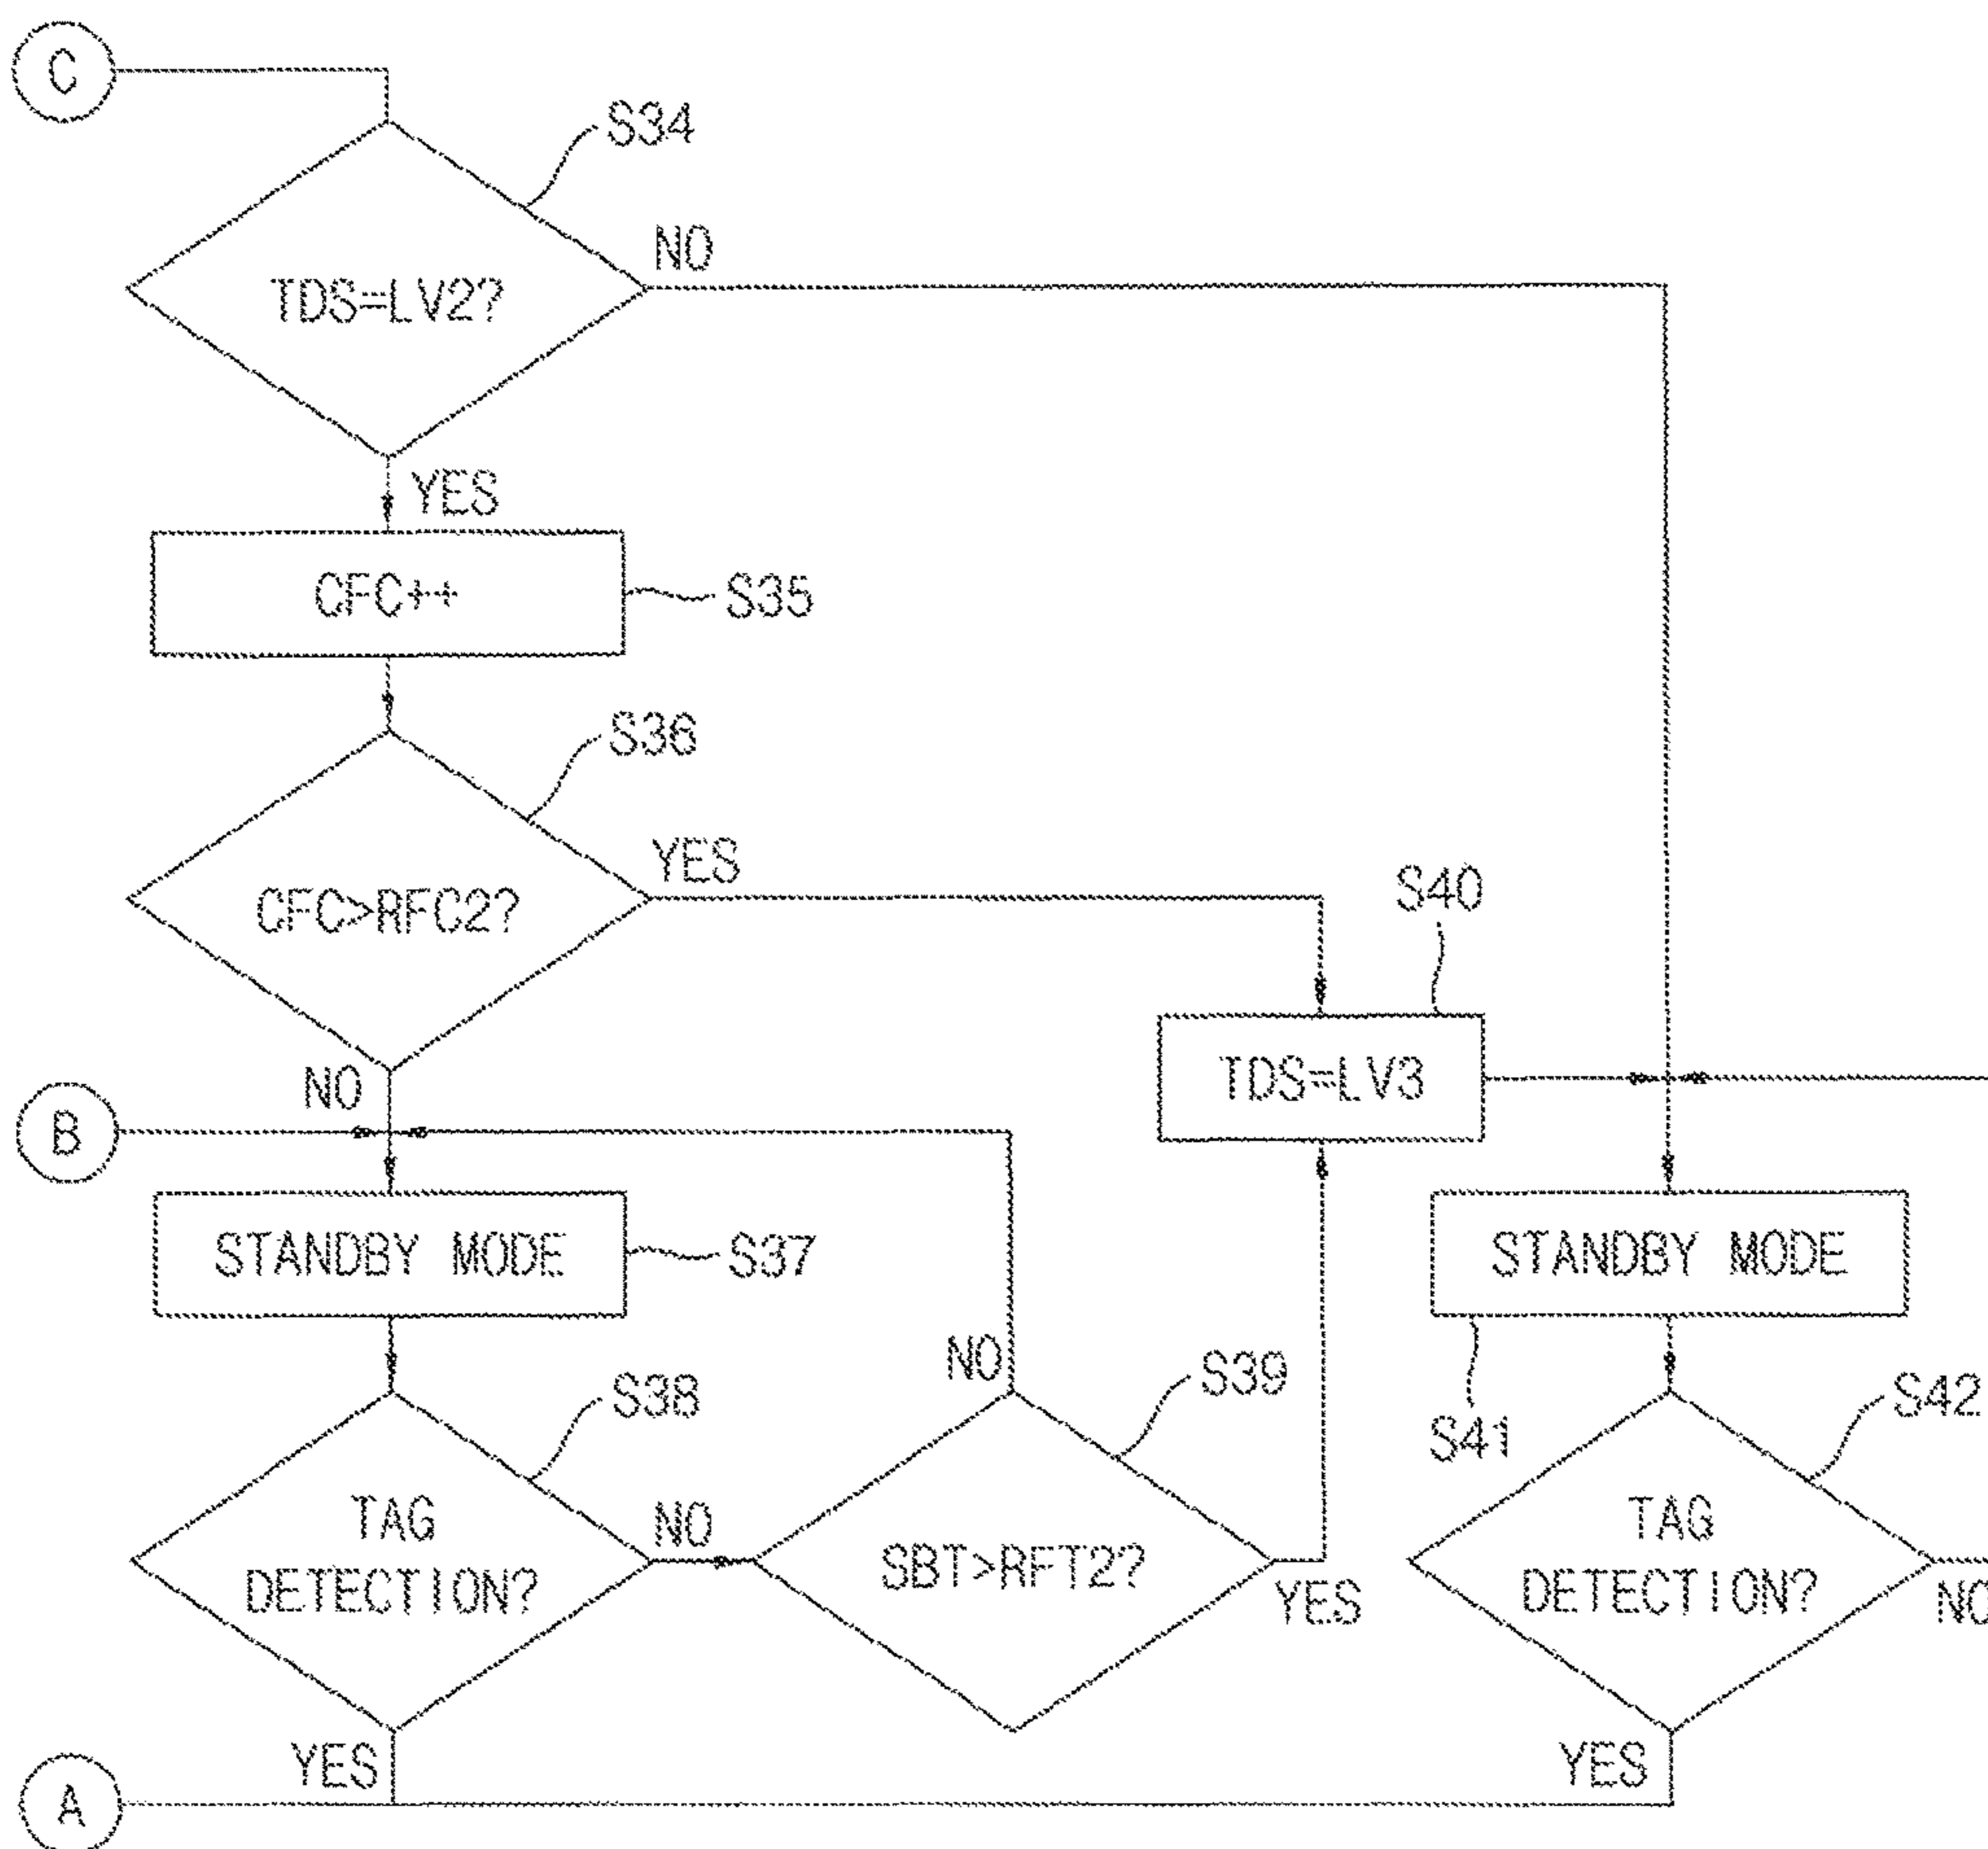 C
S34
NO
TDS=LV2?
YES
CFC++
S35
S36
YES
CFC>RFC2?
S40
NO
TDS=LV3
B
STANDBY MODE
S37
STANDBY MODE
NO
S38
S39
S41
S42
TAG
DETECTION?
NO
SBT>RFT2?
YES
TAG
DETECTION?
NO
YES
YES
A